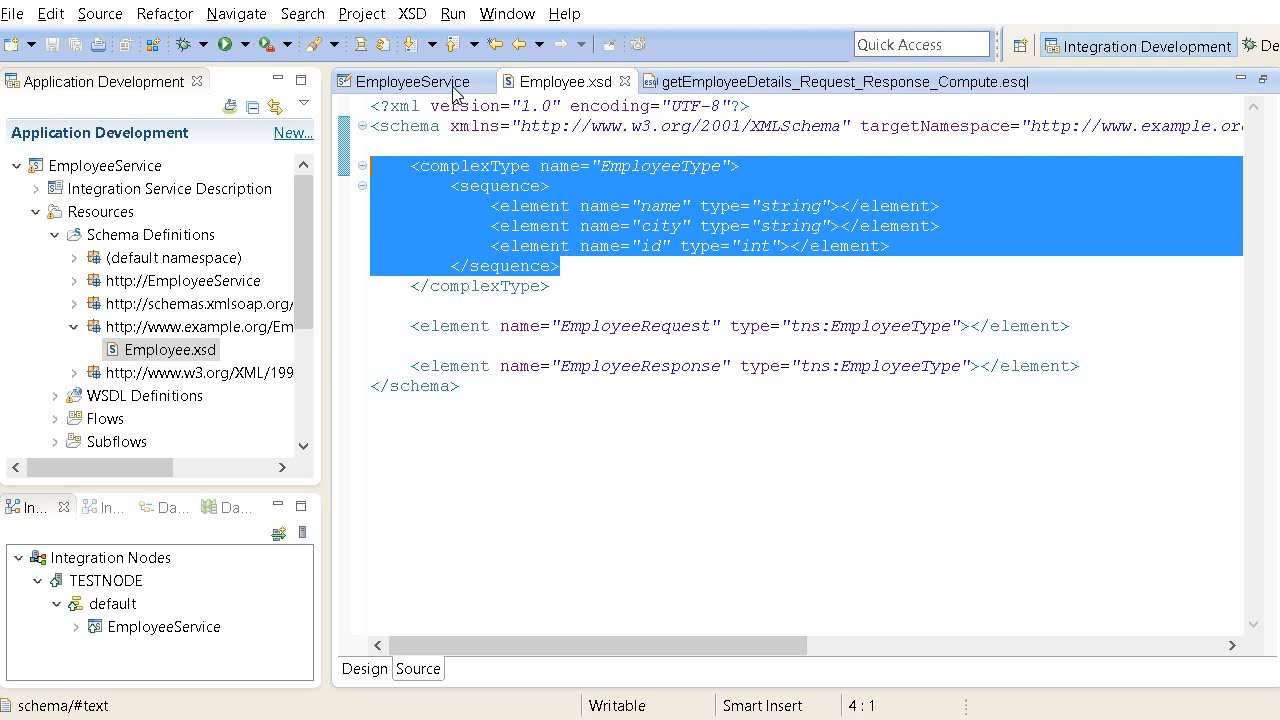 File Edit Source Refactor Navigate Search Project XSD Run Window Help
Quick Access
Integration Development
De
Application Development
EmployeeService
Employee.xsd
getEmployeeDetails_Request_Response_Compute.esql
Application Development
New...
EmployeeService
Integration Service Description
Resources
Schema Definitions
(default namespace)
http://EmployeeService
http://schemas.xmlsoap.org/
http://www.example.org/Em
Employee.xsd
http://www.w3.org/XML/199
WSDL Definitions
Flows
Subflows
<?xml version="1.0" encoding="UTF-8"?>
<schema xmlns="http://www.w3.org/2001/XMLSchema" targetNamespace="http://www.example.or
<complexType name="EmployeeType">
<sequence>
<element name="name" type="string"></element>
<element name="city" type="string"></element>
<element name="id" type="int"></element>
</sequence>
</complexType>
<element name="EmployeeRequest" type="tns:EmployeeType"></element>
<element name="EmployeeResponse" type="tns:EmployeeType"></element>
</schema>
Design Source
In... In... Da... Da...
Integration Nodes
TESTNODE
default
EmployeeService
schema/#text
Writable
Smart Insert
4 : 1